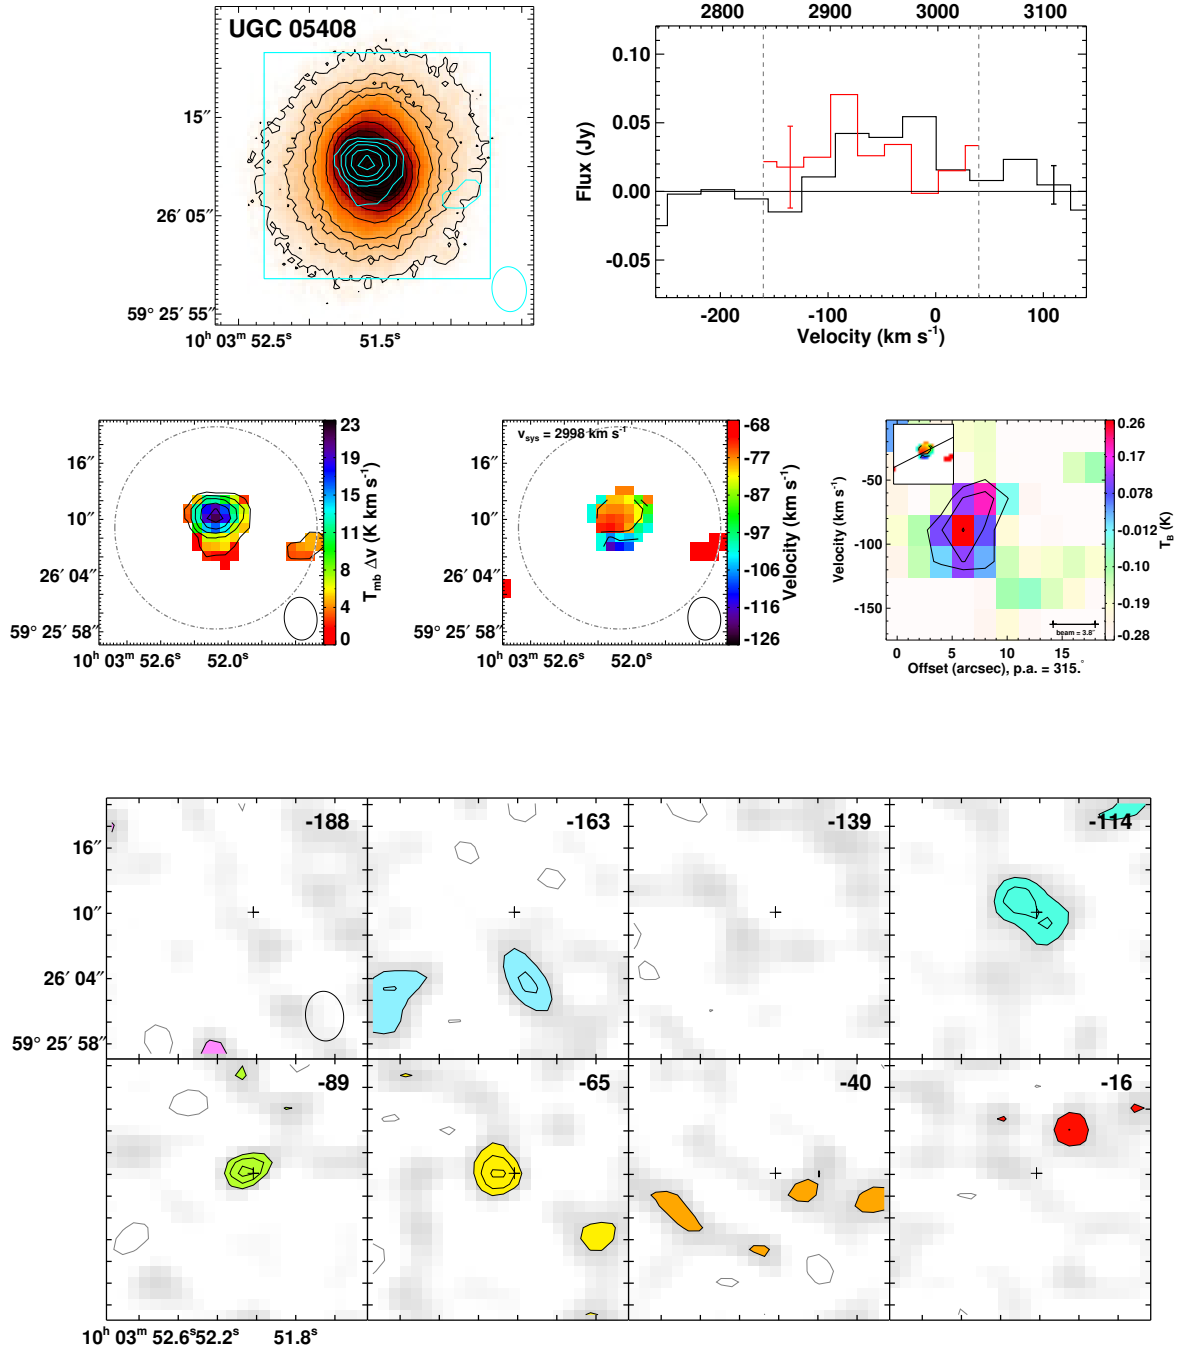 UGC 05408
15″
26′ 05″
59° 25′ 55″
10ʰ 03ᵐ 52.5ˢ 51.5ˢ
2840 2900 2960 3040 3100
Flux (Jy)
0.10
0.05
0.00
-0.05
-200 -100 0 100
Velocity (km s⁻¹)
16″
10″
26′ 04″
59° 25′ 58″
10ʰ 03ᵐ 52.6ˢ 52.0ˢ
23
19
15
11
8
4
0
T_mb Δv (K km s⁻¹)
v_sys = 2998 km s⁻¹
16″
10″
26′ 04″
59° 25′ 58″
10ʰ 03ᵐ 52.6ˢ 52.0ˢ
-68
-77
-87
-97
-106
-116
-126
Velocity (km s⁻¹)
Velocity (km s⁻¹)
-50
-100
-150
beam = 3.8″
0 5 10 15
Offset (arcsec), p.a. = 315.°
0.26
0.17
0.078
-0.012
-0.10
-0.19
-0.28
T_B (K)
-188 -163 -139 -114
16″
10″
26′ 04″
59° 25′ 58″
-89 -65 -40 -16
10ʰ 03ᵐ 52.6ˢ 52.2ˢ 51.8ˢ